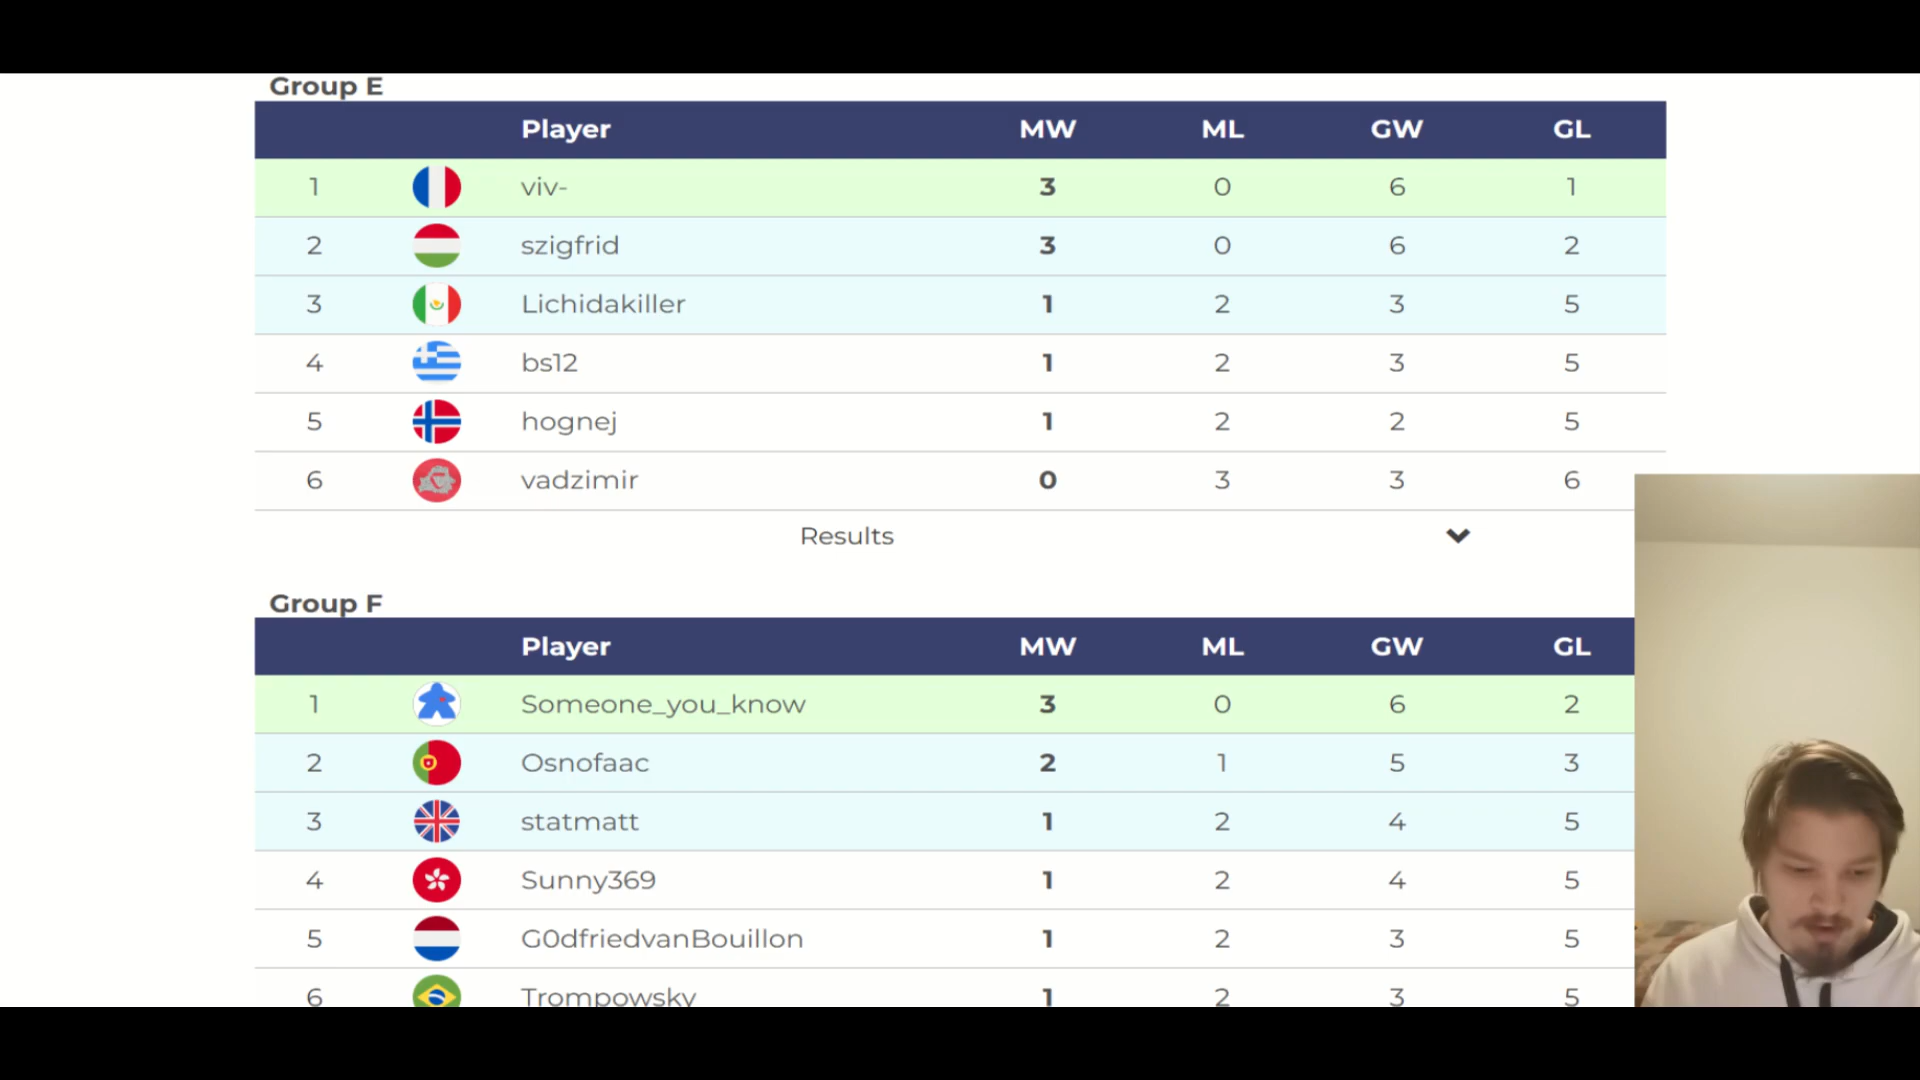 Group E
Player MW ML GW GL
1 viv- 3 0 6 1
2 szigfrid 3 0 6 2
3 Lichidakiller 1 2 3 5
4 bs12 1 2 3 5
5 hognej 1 2 2 5
6 vadzimir 0 3 3 6
Results
Group F
Player MW ML GW GL
1 Someone_you_know 3 0 6 2
2 Osnofaac 2 1 5 3
3 statmatt 1 2 4 5
4 Sunny369 1 2 4 5
5 G0dfriedvanBouillon 1 2 3 5
6 Trompowsky 1 2 3 5